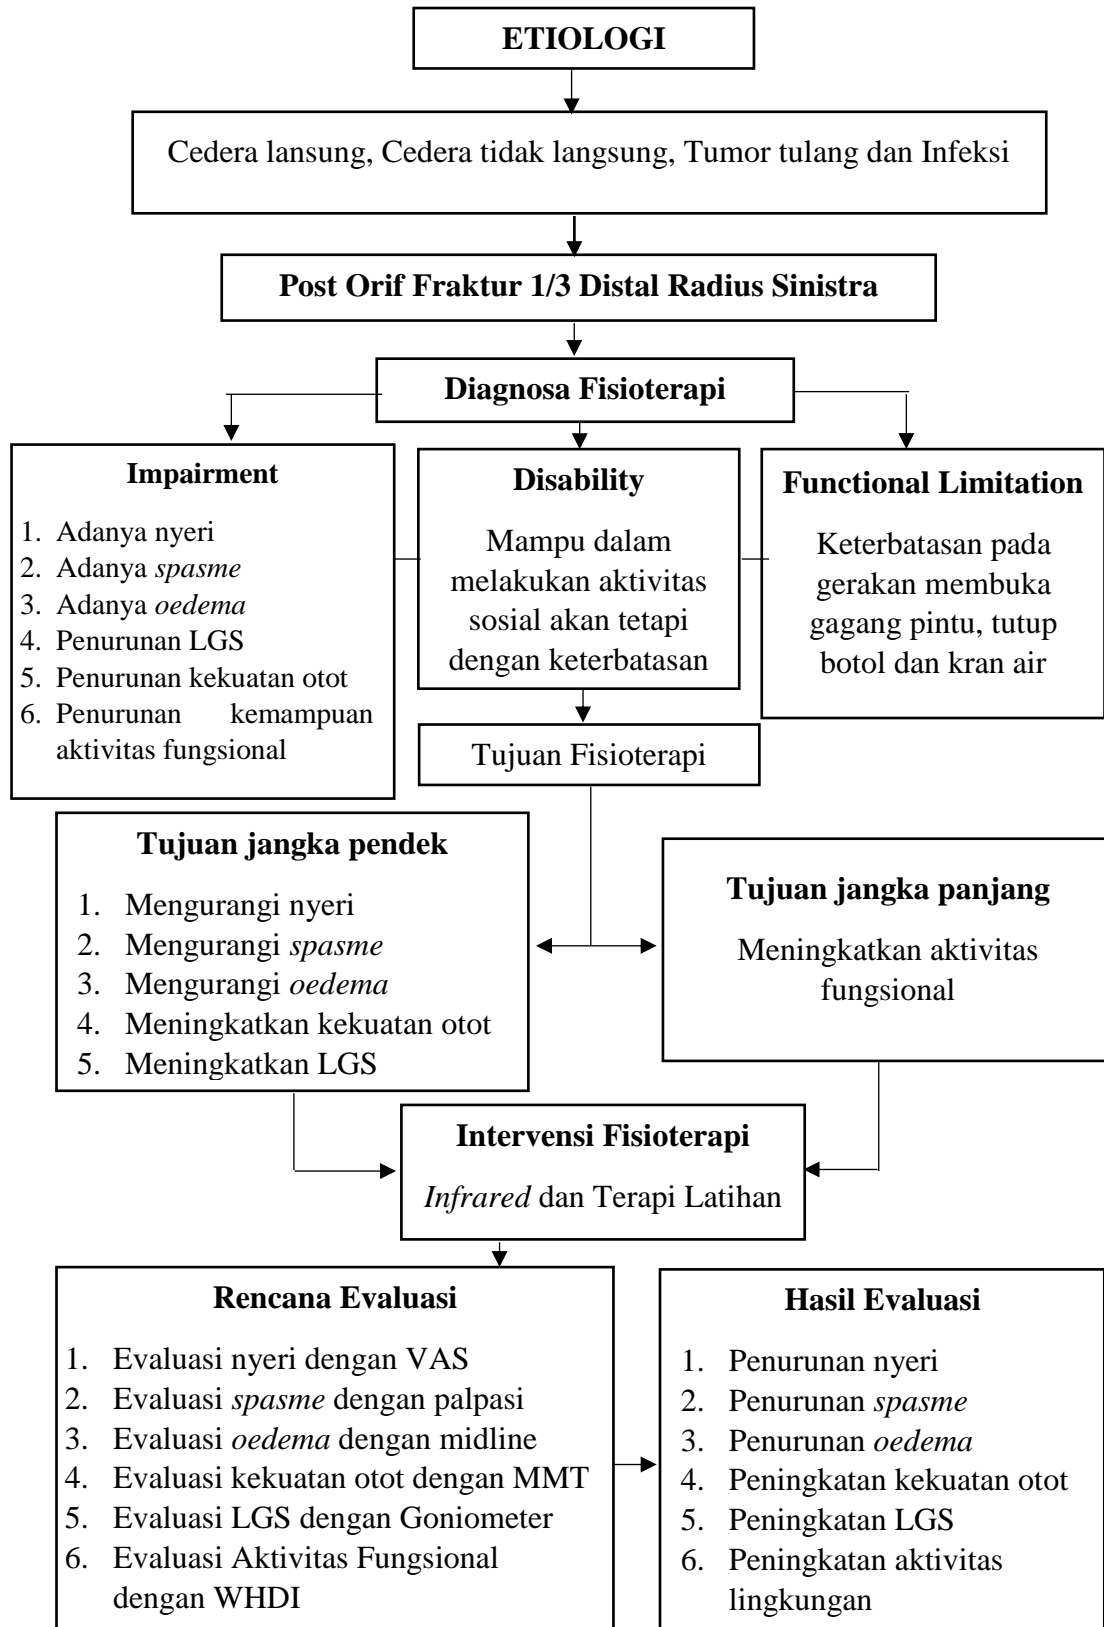 ETIOLOGI
Cedera lansung, Cedera tidak langsung, Tumor tulang dan Infeksi
Post Orif Fraktur 1/3 Distal Radius Sinistra
Diagnosa Fisioterapi
Impairment
1. Adanya nyeri
2. Adanya spasme
3. Adanya oedema
4. Penurunan LGS
5. Penurunan kekuatan otot
6. Penurunan kemampuan
aktivitas fungsional
Disability
Mampu dalam
melakukan aktivitas
sosial akan tetapi
dengan keterbatasan
Functional Limitation
Keterbatasan pada
gerakan membuka
gagang pintu, tutup
botol dan kran air
Tujuan Fisioterapi
Tujuan jangka pendek
1. Mengurangi nyeri
2. Mengurangi spasme
3. Mengurangi oedema
4. Meningkatkan kekuatan otot
5. Meningkatkan LGS
Tujuan jangka panjang
Meningkatkan aktivitas
fungsional
Intervensi Fisioterapi
Infrared dan Terapi Latihan
Rencana Evaluasi
1. Evaluasi nyeri dengan VAS
2. Evaluasi spasme dengan palpasi
3. Evaluasi oedema dengan midline
4. Evaluasi kekuatan otot dengan MMT
5. Evaluasi LGS dengan Goniometer
6. Evaluasi Aktivitas Fungsional
dengan WHDI
Hasil Evaluasi
1. Penurunan nyeri
2. Penurunan spasme
3. Penurunan oedema
4. Peningkatan kekuatan otot
5. Peningkatan LGS
6. Peningkatan aktivitas
lingkungan